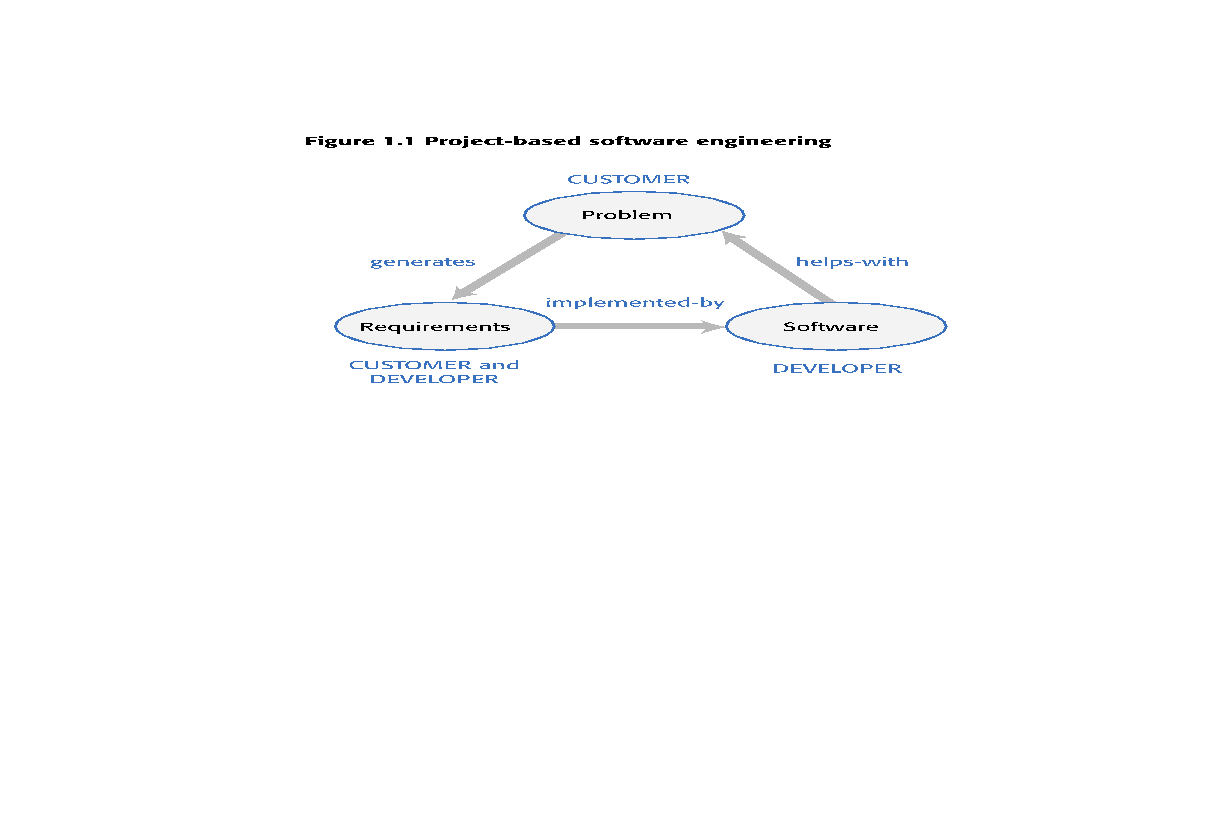 Figure 1.1 Project-based software engineering
CUSTOMER
Problem
generates
helps-with
implemented-by
Requirements
Software
CUSTOMER and
DEVELOPER
DEVELOPER